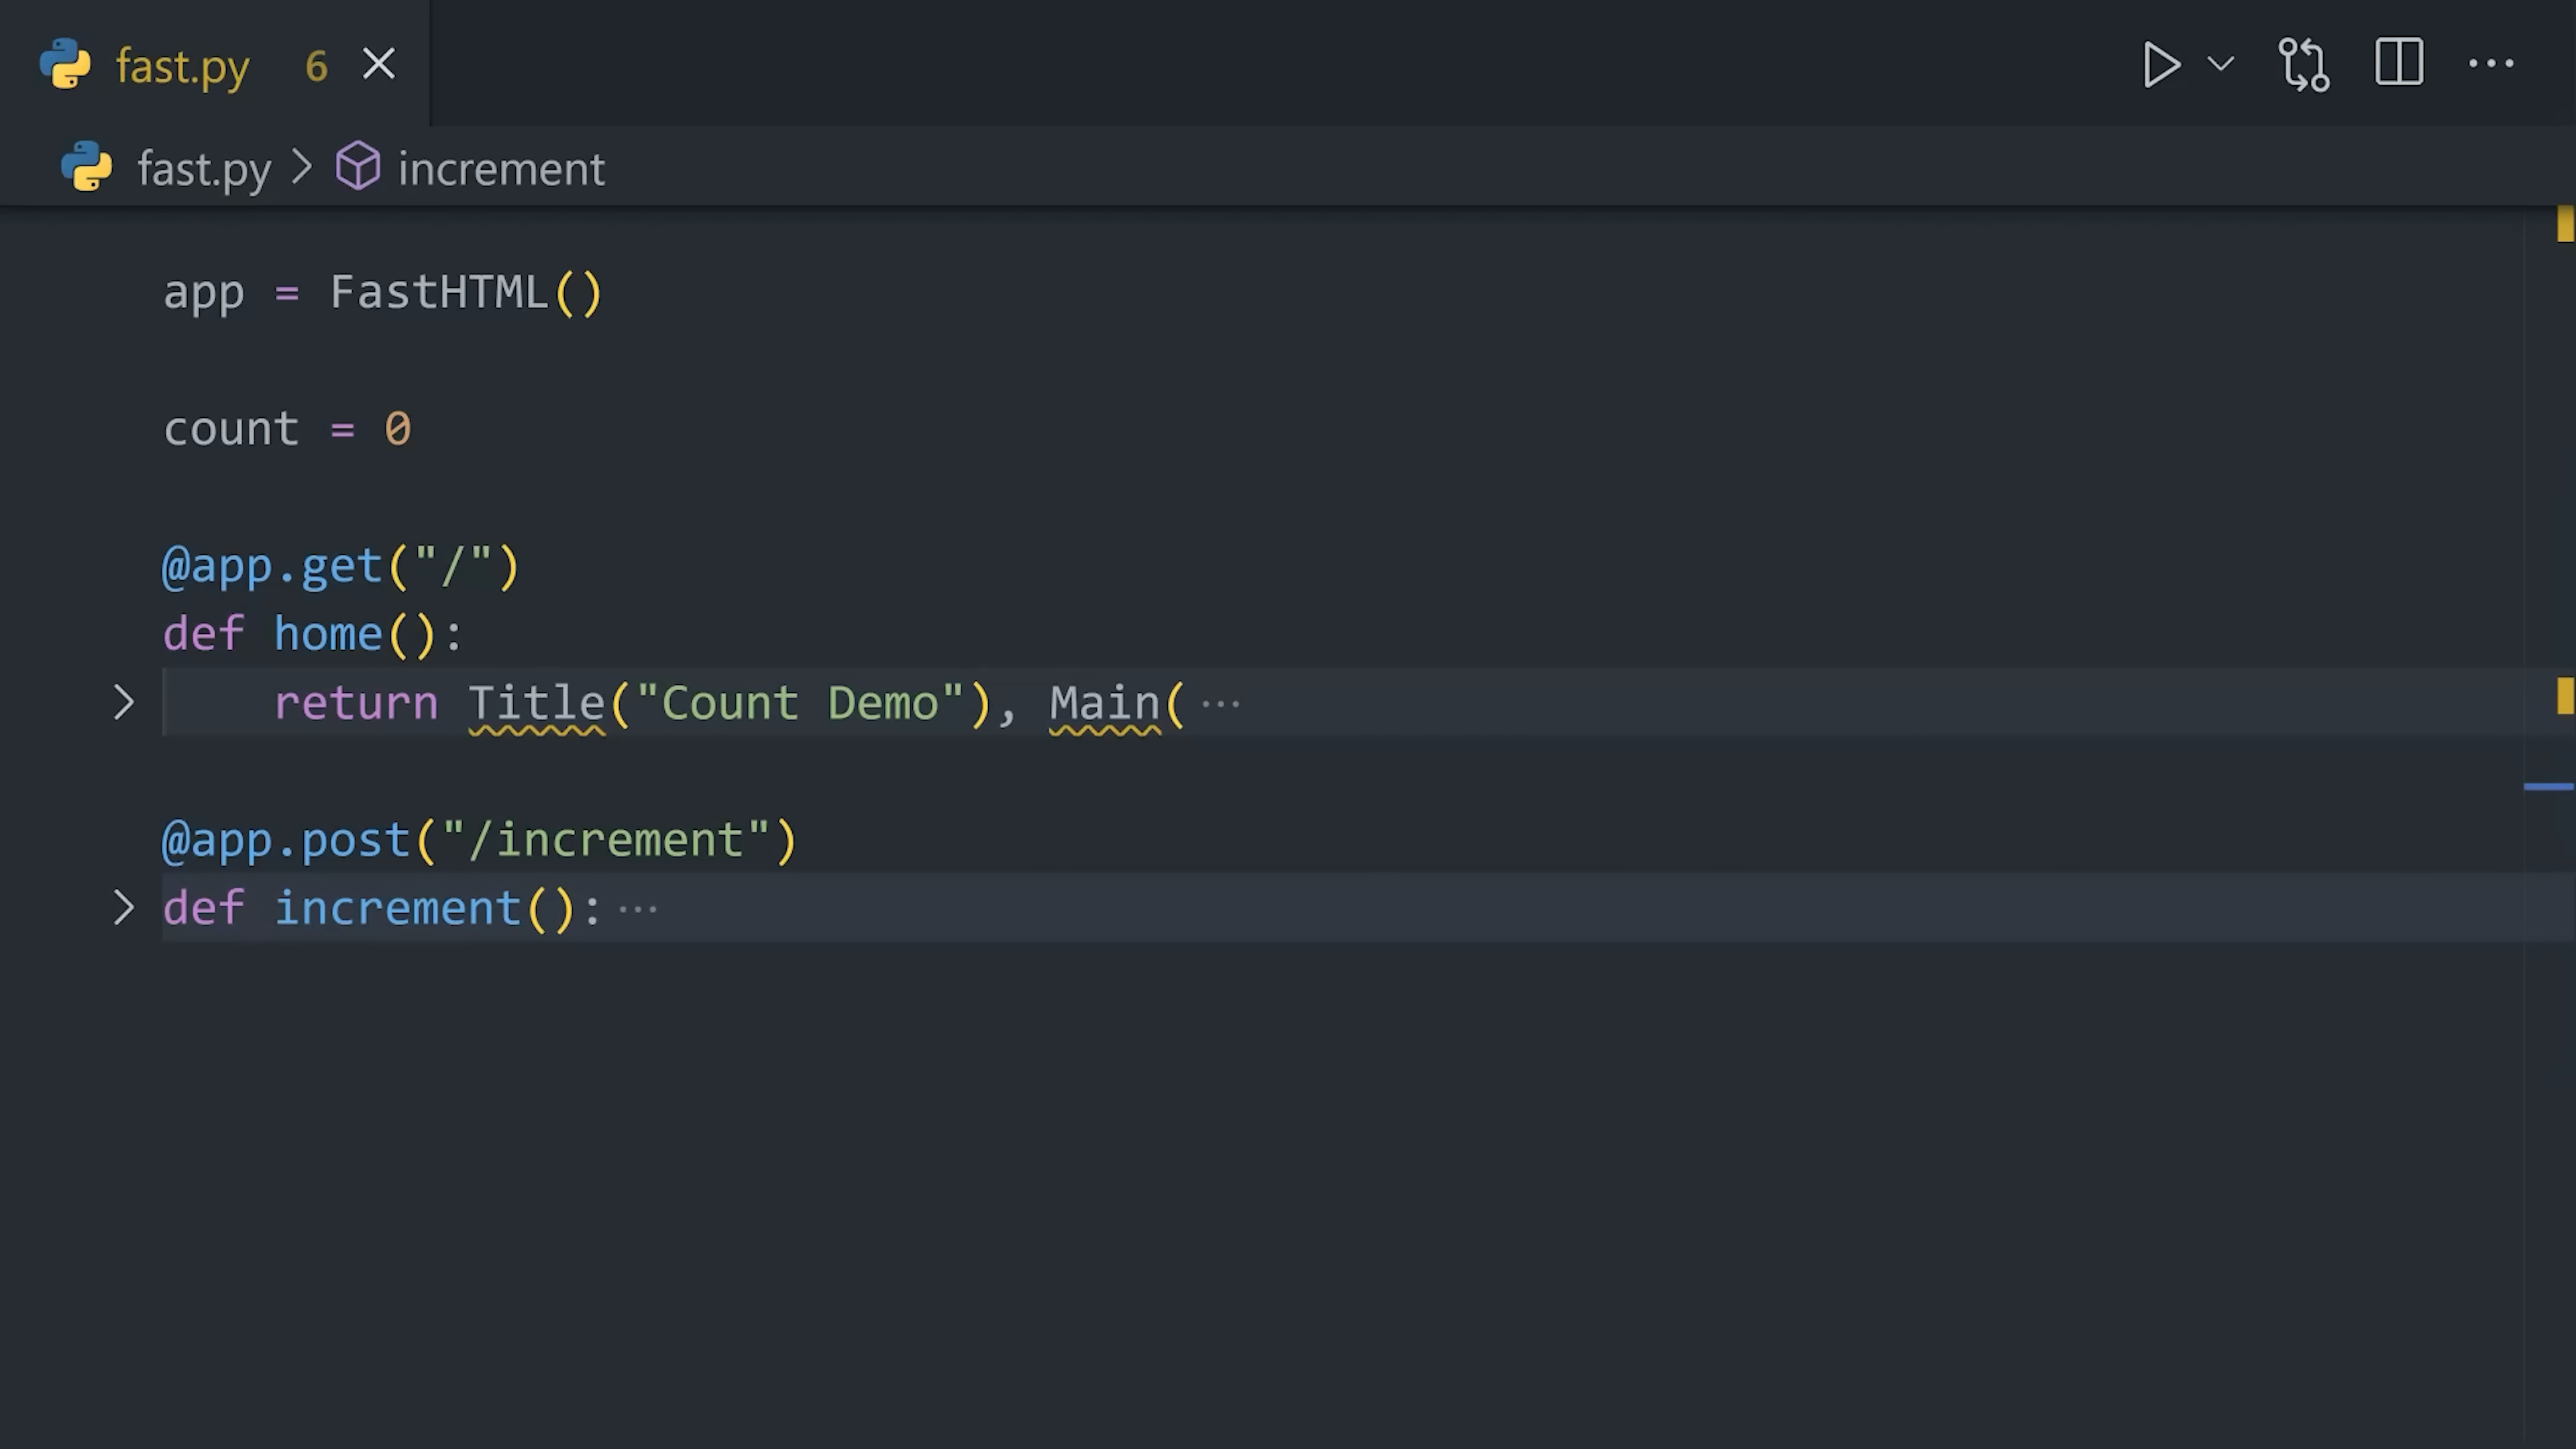 fast.py 6
fast.py > increment
app = FastHTML()
count = 0
@app.get("/")
def home():
return Title("Count Demo"), Main( ···
@app.post("/increment")
def increment(): ···